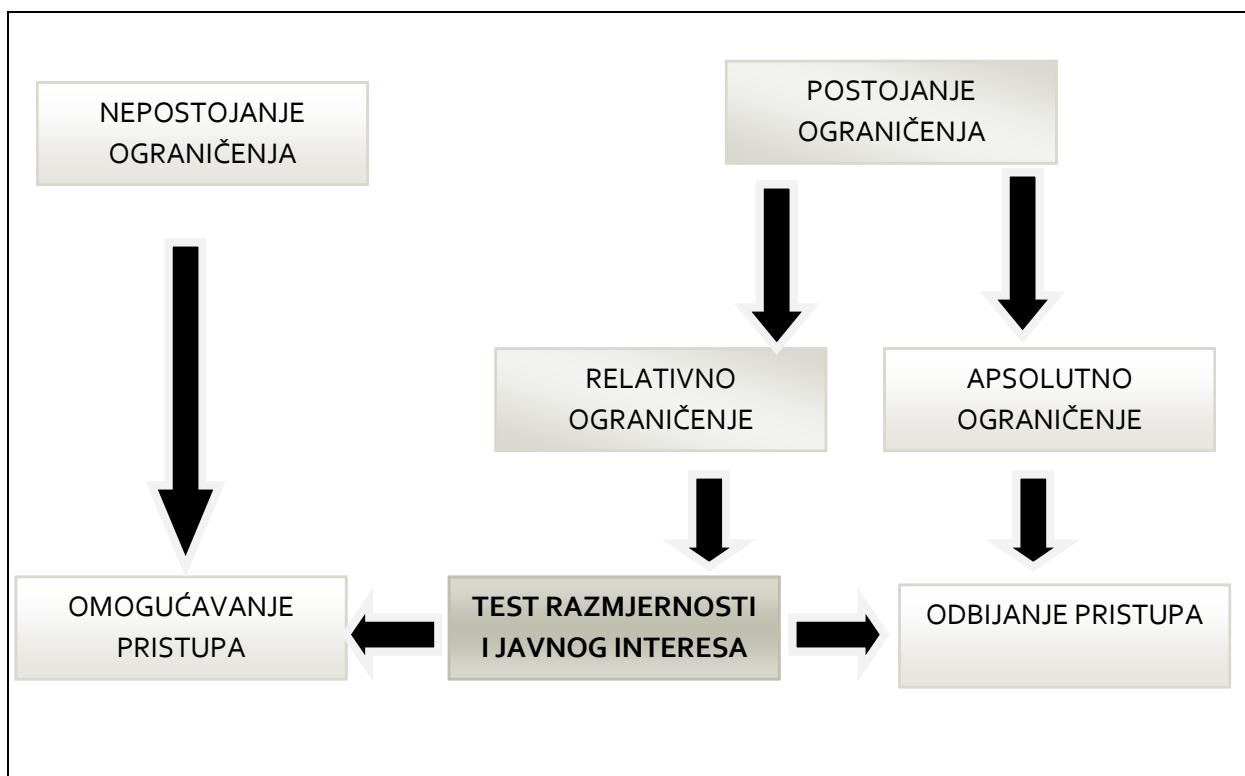 NEPOSTOJANJE
OGRANIČENJA
POSTOJANJE
OGRANIČENJA
RELATIVNO
OGRANIČENJE
APSOLUTNO
OGRANIČENJE
OMOGUĆAVANJE
PRISTUPA
TEST RAZMJERNOSTI
I JAVNOG INTERESA
ODBIJANJE PRISTUPA